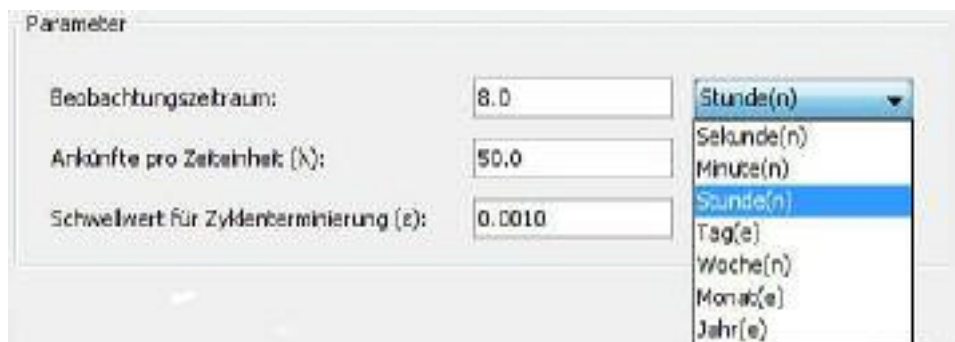 Parameter
Beobachtungszeitraum: 8.0 Stunde(n)
Ankünfte pro Zeiteinheit (λ): 50.0
Schwellwert für Zyklenterminierung (ε): 0.0010
Sekunde(n)
Minute(n)
Stunde(n)
Tag(e)
Woche(n)
Monat(e)
Jahr(e)